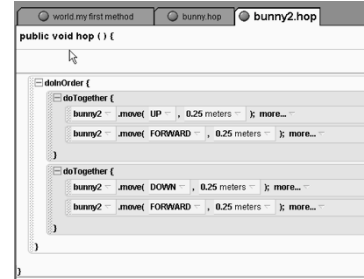 world.my first method bunny.hop bunny2.hop
public void hop ( ) {
doInOrder {
doTogether {
bunny2 .move( UP , 0.25 meters ); more...
bunny2 .move( FORWARD , 0.25 meters ); more...
}
doTogether {
bunny2 .move( DOWN , 0.25 meters ); more...
bunny2 .move( FORWARD , 0.25 meters ); more...
}
}
}